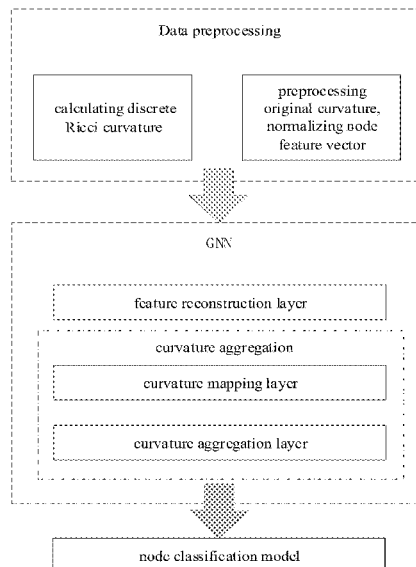 Data preprocessing
calculating discrete
Ricci curvature
preprocessing
original curvature,
normalizing node
feature vector
GNN
feature reconstruction layer
curvature aggregation
curvature mapping layer
curvature aggregation layer
node classification model